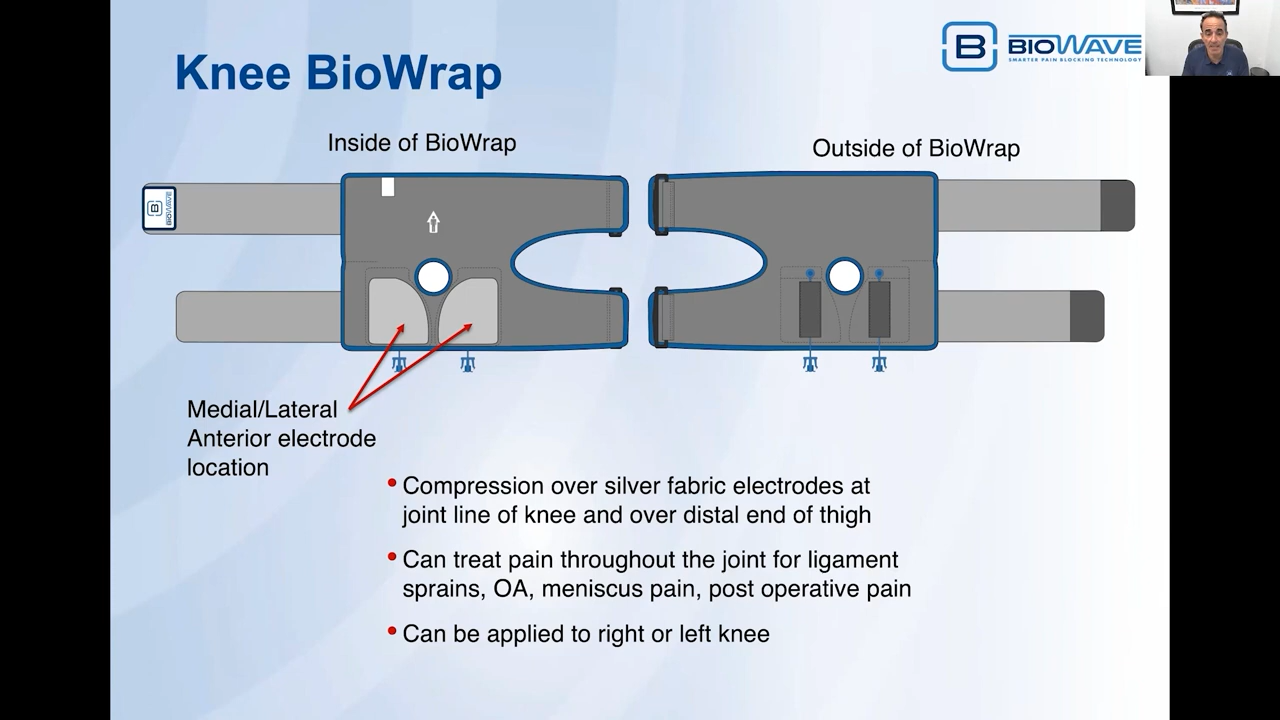 Knee BioWrap
B BIOWAVE
SMARTER PAIN BLOCKING TECHNOLOGY
Inside of BioWrap
Outside of BioWrap
B BIOWAVE
Medial/Lateral
Anterior electrode
location
• Compression over silver fabric electrodes at
joint line of knee and over distal end of thigh
• Can treat pain throughout the joint for ligament
sprains, OA, meniscus pain, post operative pain
• Can be applied to right or left knee